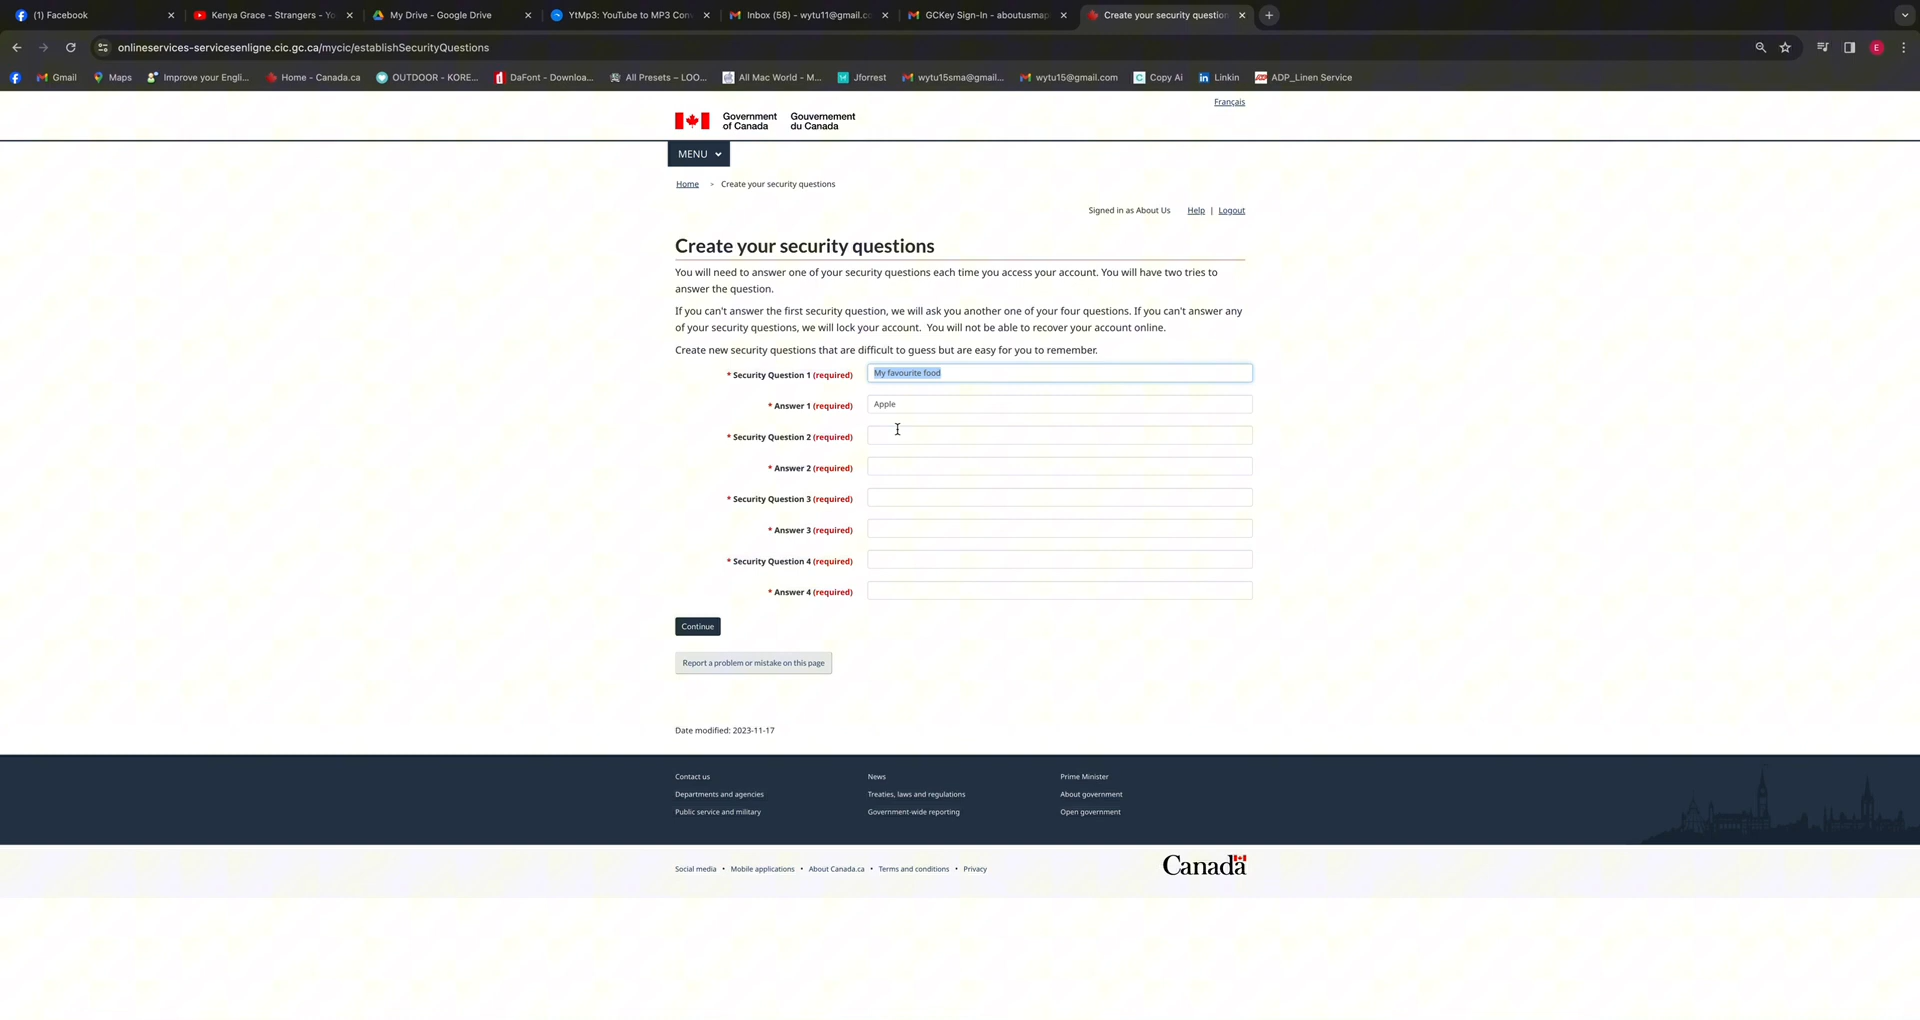 (1) Facebook
Kenya Grace - Strangers - Yo
My Drive - Google Drive
YtMp3: YouTube to MP3 Con
Inbox (58) - wytu11@gmail.co
GCKey Sign-In - aboutusmap
Create your security question
onlineservices-servicesenligne.cic.gc.ca/mycic/establishSecurityQuestions
E
Gmail
Maps
Improve your Engli...
Home - Canada.ca
OUTDOOR - KORE...
DaFont - Downloa...
All Presets – LOO...
All Mac World - M...
Jforrest
wytu15sma@gmail...
wytu15@gmail.com
Copy Ai
Linkin
ADP_Linen Service
Français
Government of Canada
Gouvernement du Canada
MENU
Home > Create your security questions
Signed in as About Us Help | Logout
Create your security questions
You will need to answer one of your security questions each time you access your account. You will have two tries to
answer the question.
If you can't answer the first security question, we will ask you another one of your four questions. If you can't answer any
of your security questions, we will lock your account. You will not be able to recover your account online.
Create new security questions that are difficult to guess but are easy for you to remember.
* Security Question 1 (required) My favourite food
* Answer 1 (required) Apple
* Security Question 2 (required)
* Answer 2 (required)
* Security Question 3 (required)
* Answer 3 (required)
* Security Question 4 (required)
* Answer 4 (required)
Continue
Report a problem or mistake on this page
Date modified: 2023-11-17
Contact us News Prime Minister
Departments and agencies Treaties, laws and regulations About government
Public service and military Government-wide reporting Open government
Social media • Mobile applications • About Canada.ca • Terms and conditions • Privacy
Canada